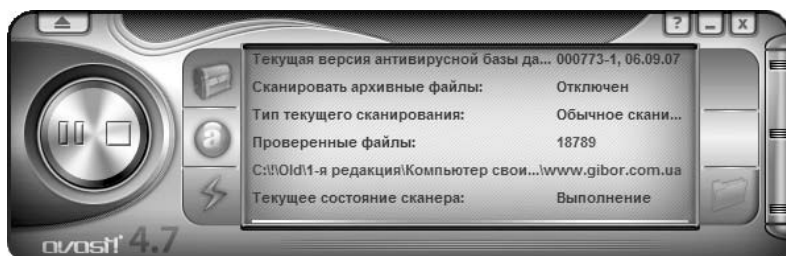 ? _ x
Текущая версия антивирусной базы да... 000773-1, 06.09.07
Сканировать архивные файлы: Отключен
Тип текущего сканирования: Обычное скани...
Проверенные файлы: 18789
C:\!\Old\1-я редакция\Компьютер свои...\www.gibor.com.ua
Текущее состояние сканера: Выполнение
a
avast! 4.7